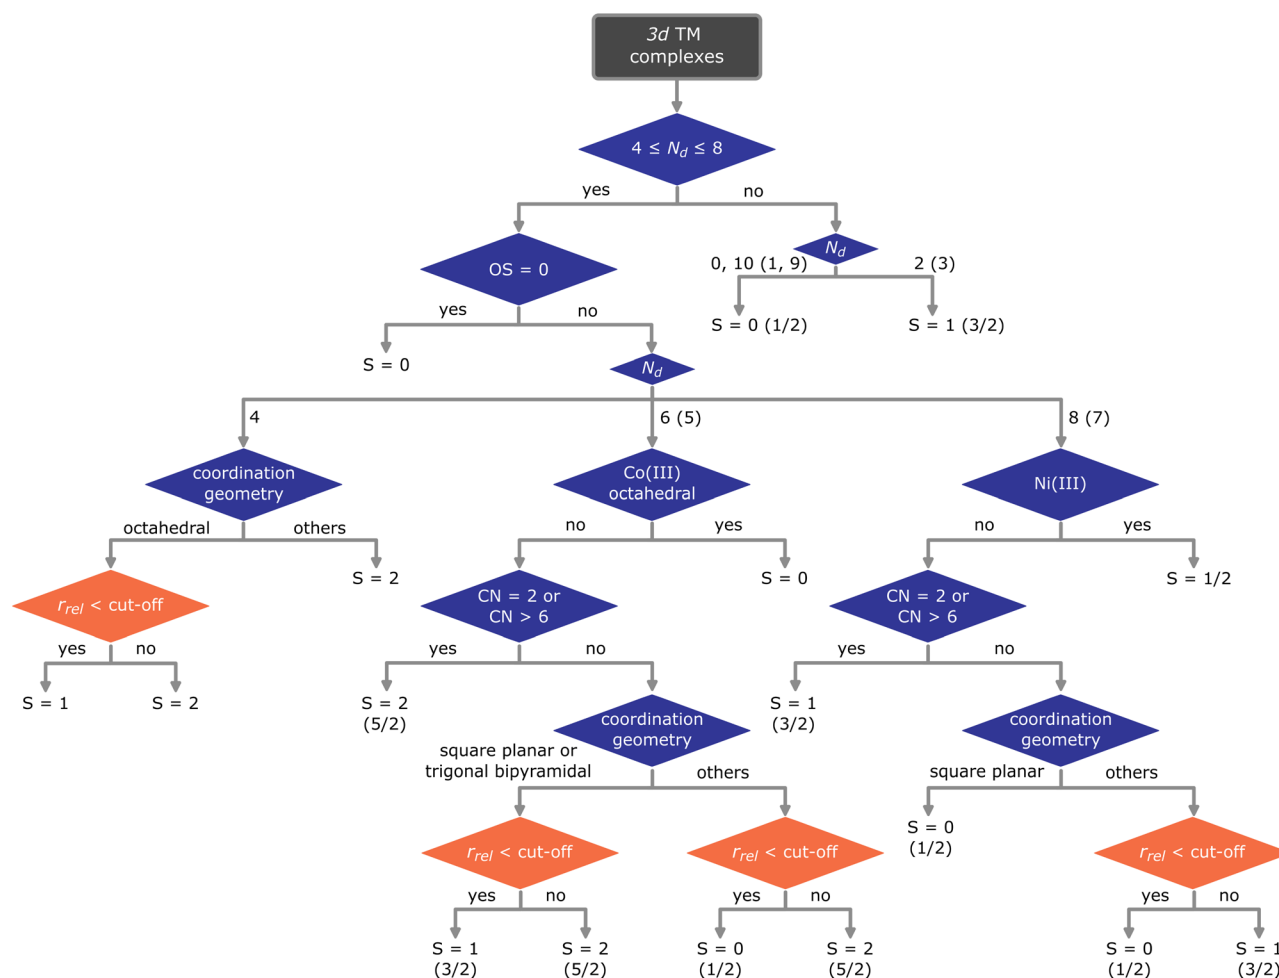 3d TM
complexes
4 ≤ Nd ≤ 8
yes
no
OS = 0
Nd
0, 10 (1, 9)
2 (3)
yes
no
S = 0 (1/2)
S = 1 (3/2)
S = 0
Nd
4
6 (5)
8 (7)
coordination
geometry
Co(III)
octahedral
Ni(III)
octahedral
others
no
yes
no
yes
S = 2
S = 0
S = 1/2
rrel < cut-off
CN = 2 or
CN > 6
CN = 2 or
CN > 6
yes
no
yes
no
yes
no
S = 1
S = 2
S = 2
(5/2)
S = 1
(3/2)
coordination
geometry
coordination
geometry
square planar or
trigonal bipyramidal
others
square planar
others
S = 0
(1/2)
rrel < cut-off
rrel < cut-off
rrel < cut-off
yes
no
yes
no
yes
no
S = 1
(3/2)
S = 2
(5/2)
S = 0
(1/2)
S = 2
(5/2)
S = 0
(1/2)
S = 1
(3/2)